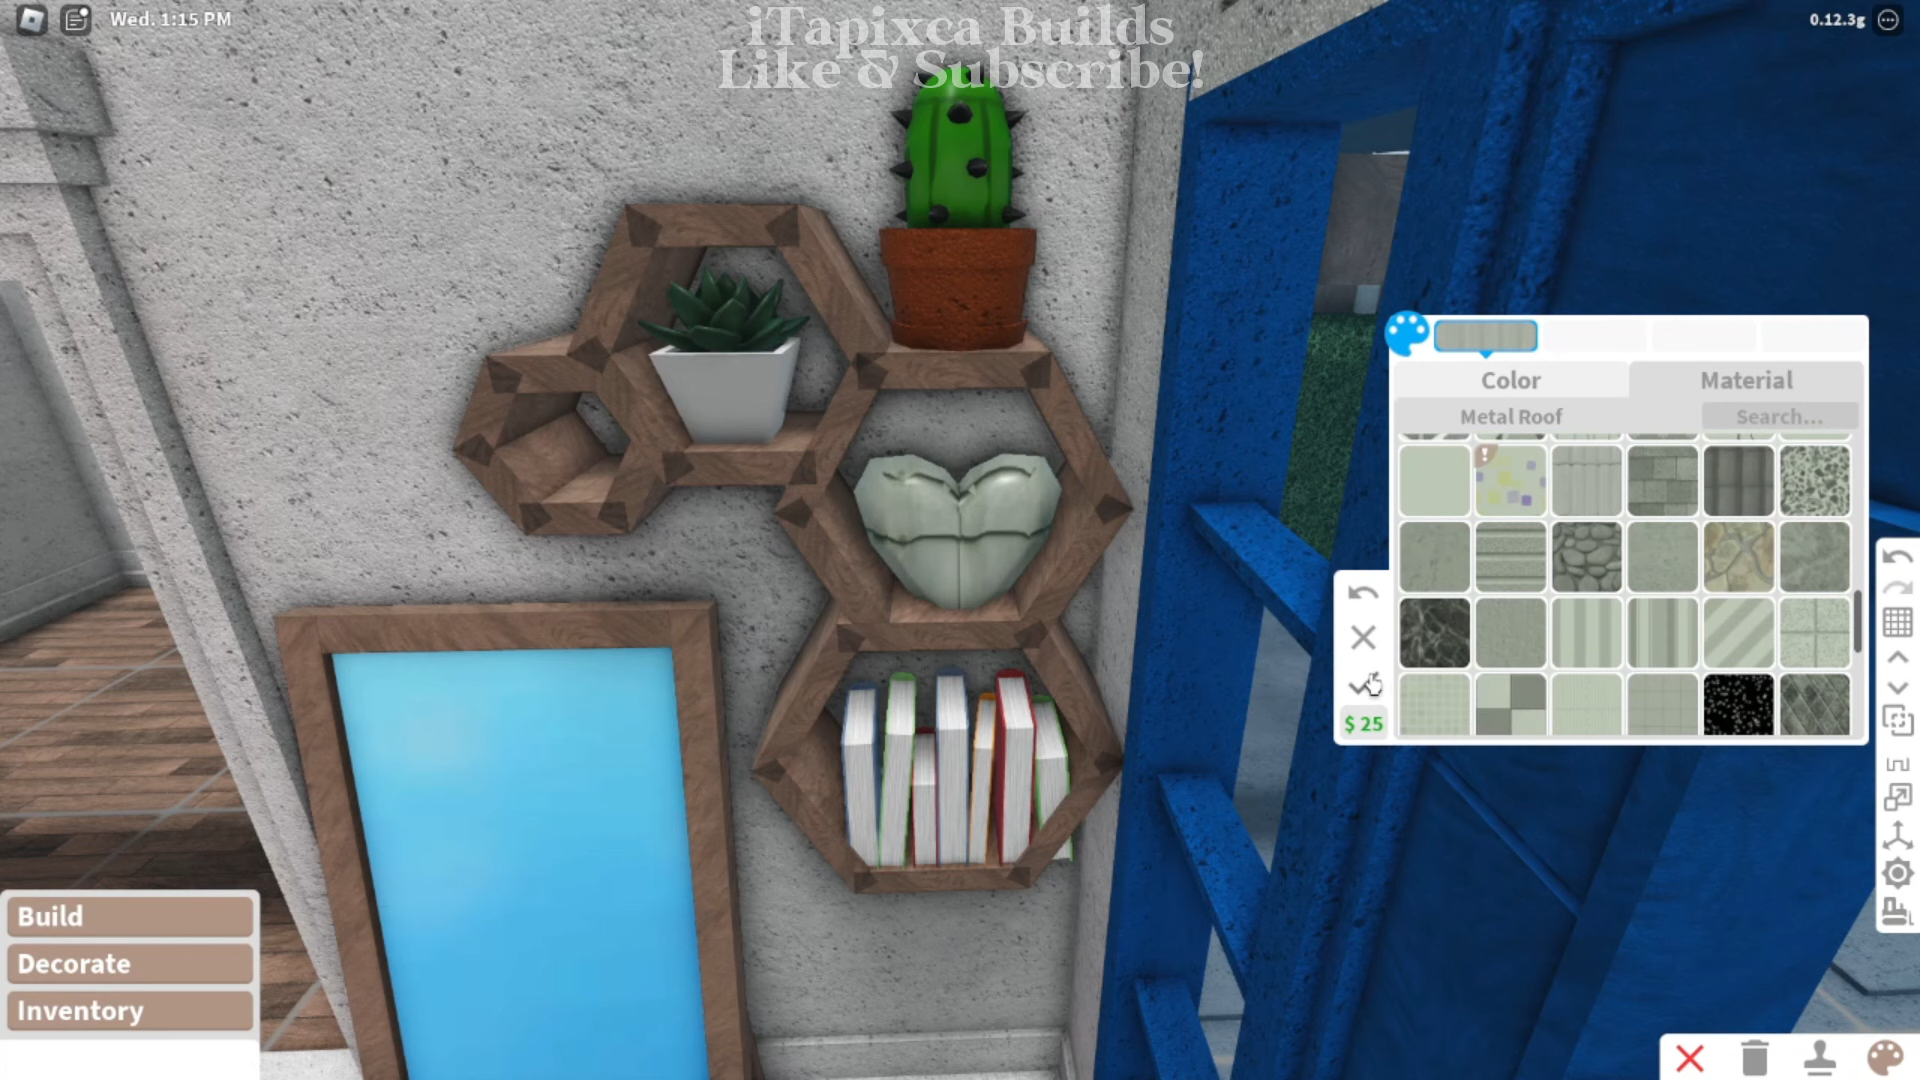 Wed. 1:15 PM
iTapixca Builds
Like & Subscribe!
0.12.3g
Color
Material
Metal Roof
Search...
$ 25
Build
Decorate
Inventory